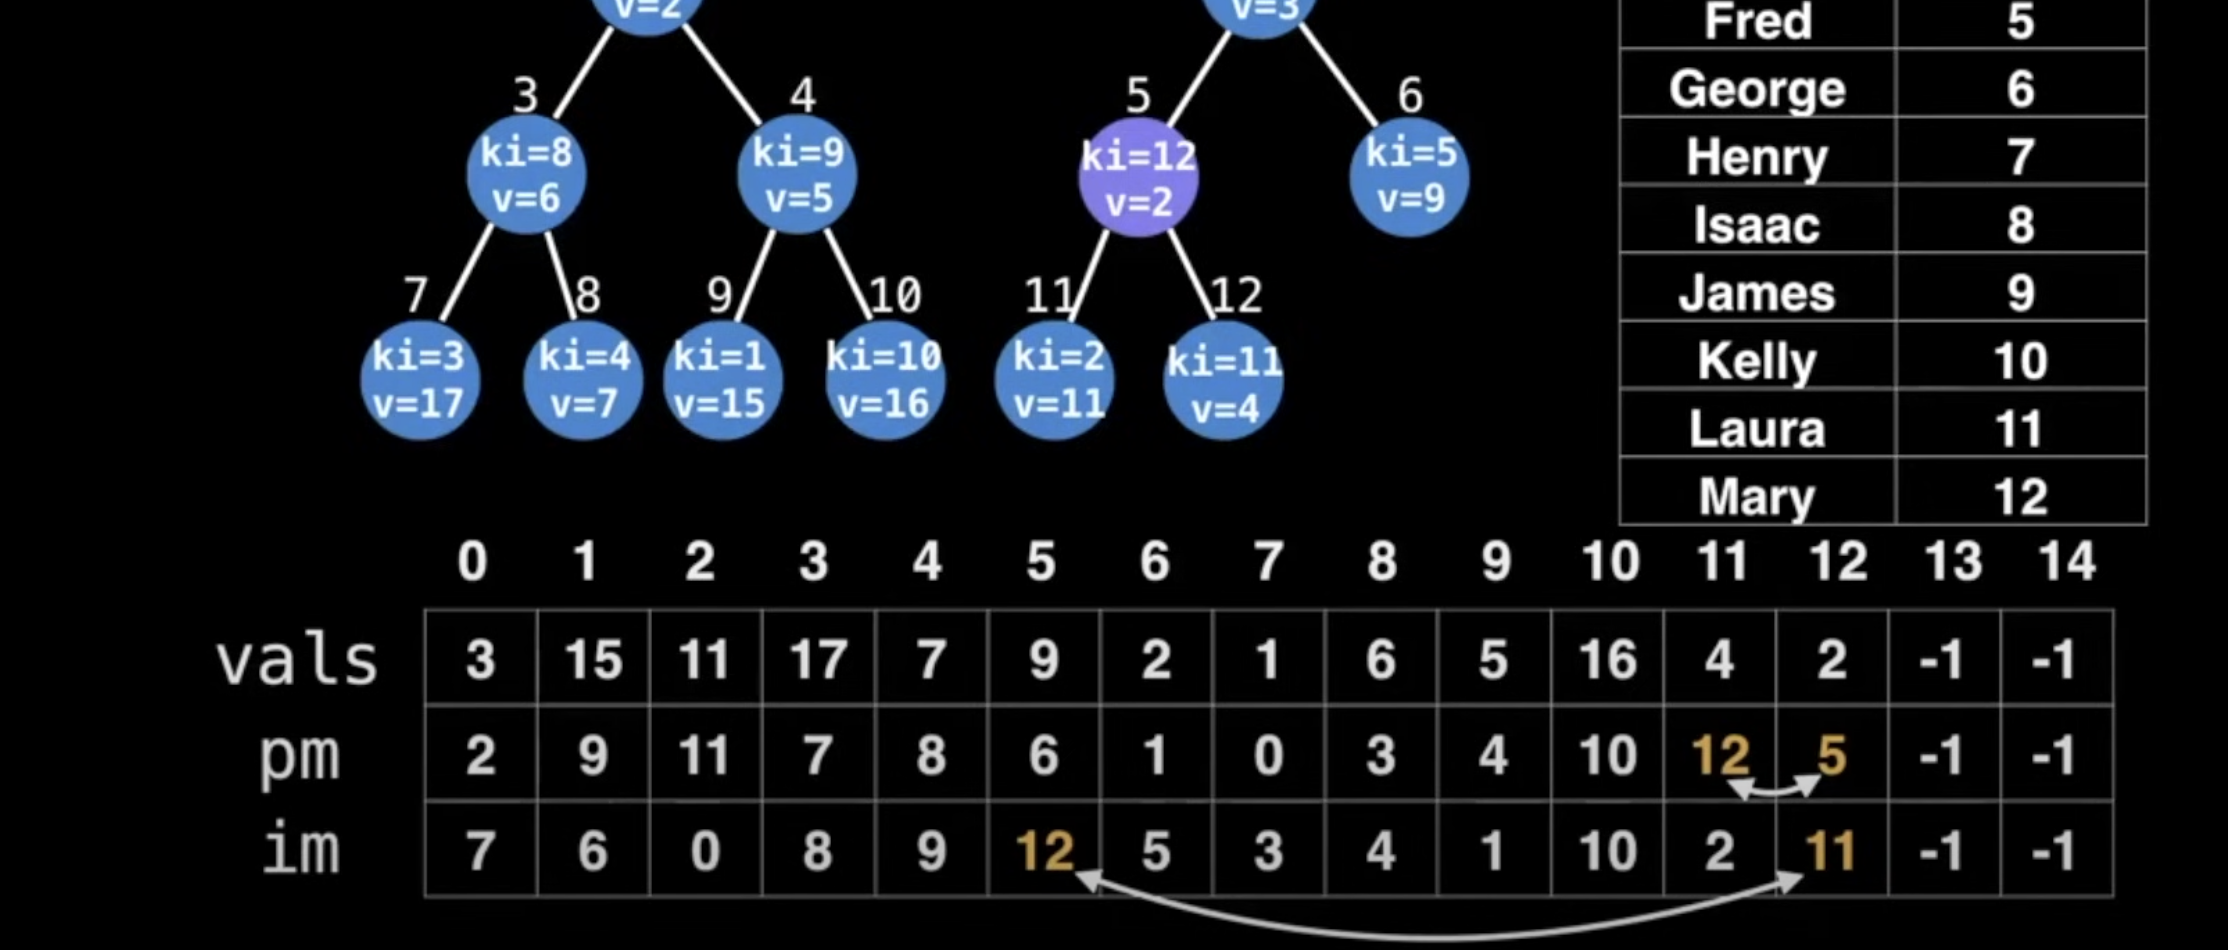 v=2
v=3
3
4
5
6
ki=8
v=6
ki=9
v=5
ki=12
v=2
ki=5
v=9
7
8
9
10
11
12
ki=3
v=17
ki=4
v=7
ki=1
v=15
ki=10
v=16
ki=2
v=11
ki=11
v=4
Fred 5
George 6
Henry 7
Isaac 8
James 9
Kelly 10
Laura 11
Mary 12
0 1 2 3 4 5 6 7 8 9 10 11 12 13 14
vals 3 15 11 17 7 9 2 1 6 5 16 4 2 -1 -1
pm 2 9 11 7 8 6 1 0 3 4 10 12 5 -1 -1
im 7 6 0 8 9 12 5 3 4 1 10 2 11 -1 -1